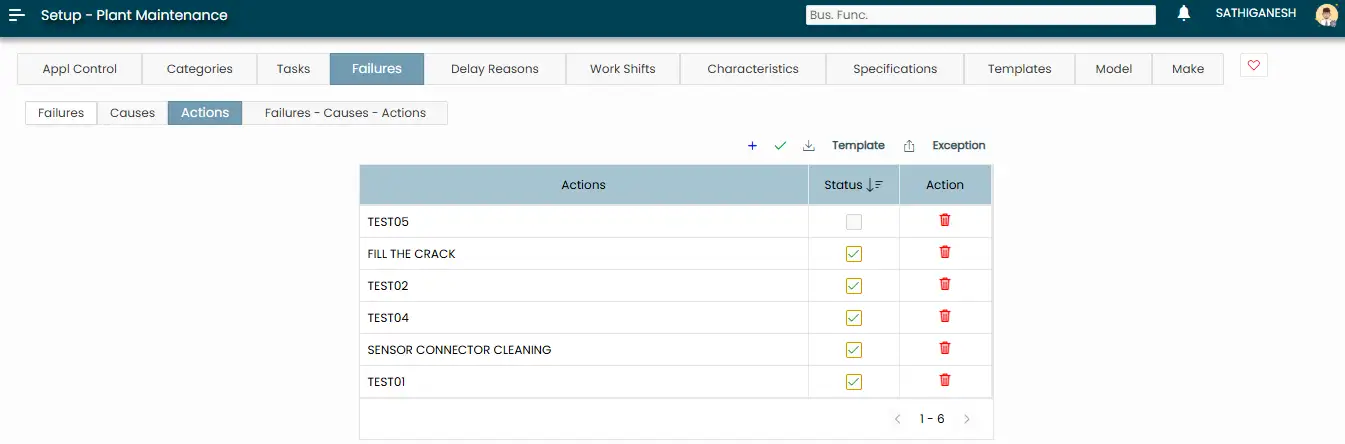 Setup - Plant Maintenance Bus. Func. SATHIGANESH
Appl Control Categories Tasks Failures Delay Reasons Work Shifts Characteristics Specifications Templates Model Make
Failures Causes Actions Failures - Causes - Actions
Template Exception
Actions Status Action
TEST05
FILL THE CRACK
TEST02
TEST04
SENSOR CONNECTOR CLEANING
TEST01
1 - 6